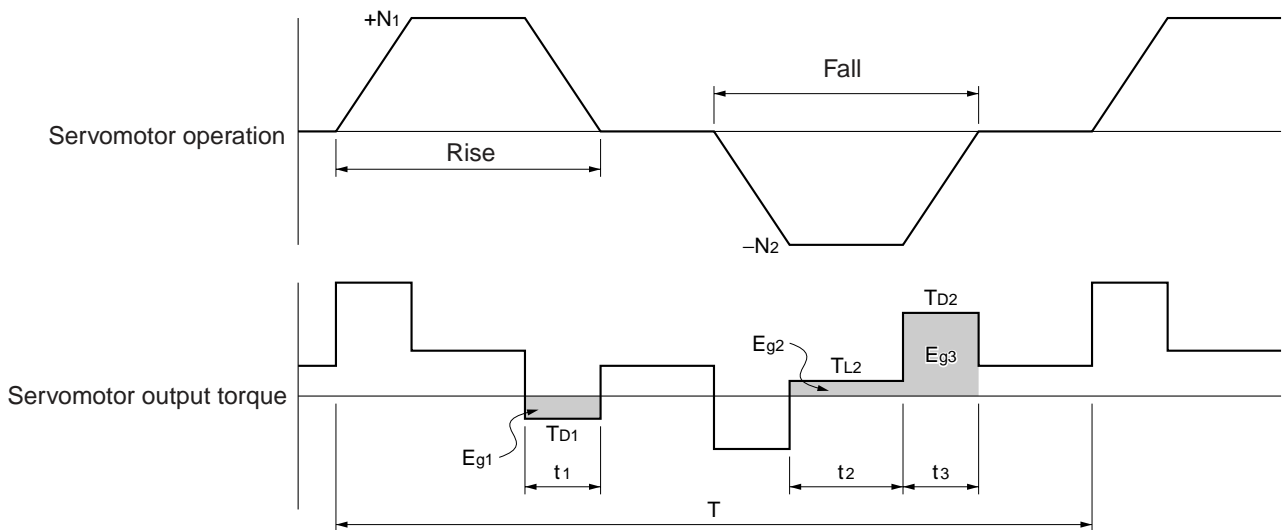 +N1
Fall
Servomotor operation
Rise
–N2
TD2
Eg2
TL2
Eg3
Servomotor output torque
TD1
Eg1
t1
t2
t3
T